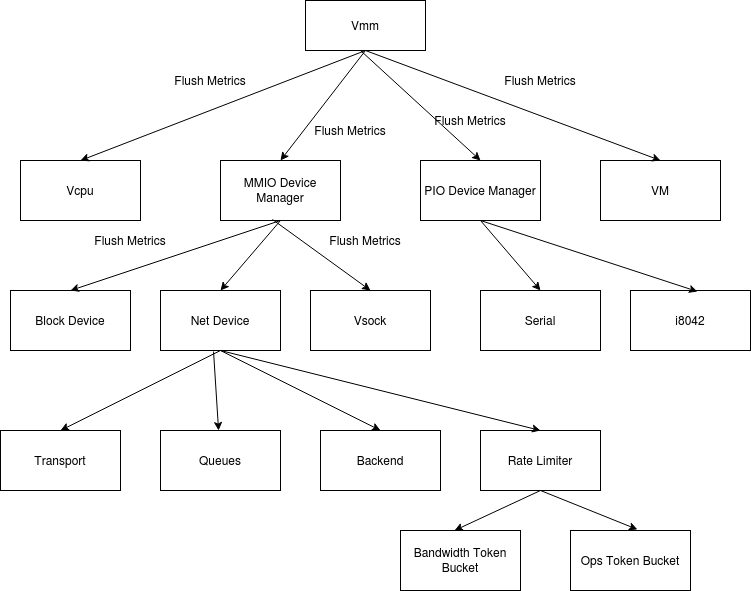 Vmm
Flush Metrics
Flush Metrics
Flush Metrics
Flush Metrics
Vcpu
MMIO Device
Manager
PIO Device Manager
VM
Flush Metrics
Flush Metrics
Block Device
Net Device
Vsock
Serial
i8042
Transport
Queues
Backend
Rate Limiter
Bandwidth Token
Bucket
Ops Token Bucket